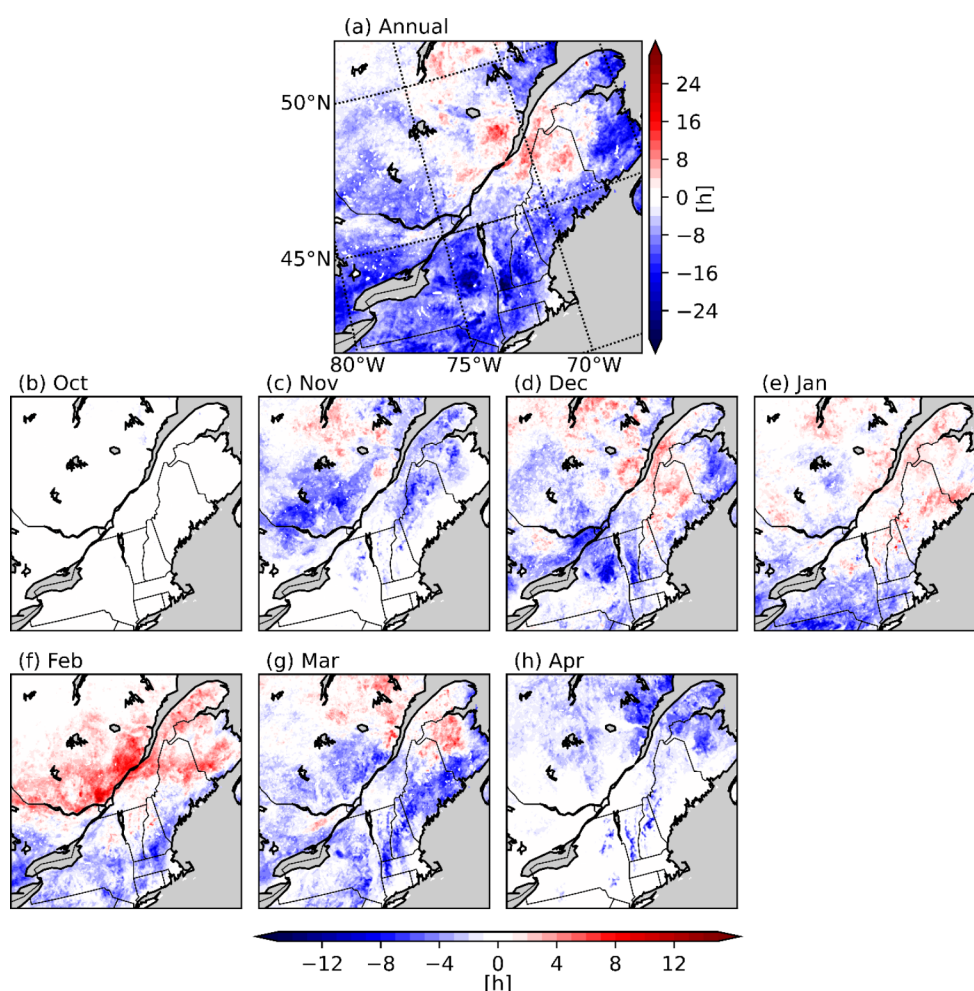 (a) Annual
50°N
45°N
80°W 75°W 70°W
24
16
8
0
−8
−16
−24
[h]
(b) Oct (c) Nov (d) Dec (e) Jan
(f) Feb (g) Mar (h) Apr
−12 −8 −4 0 4 8 12
[h]